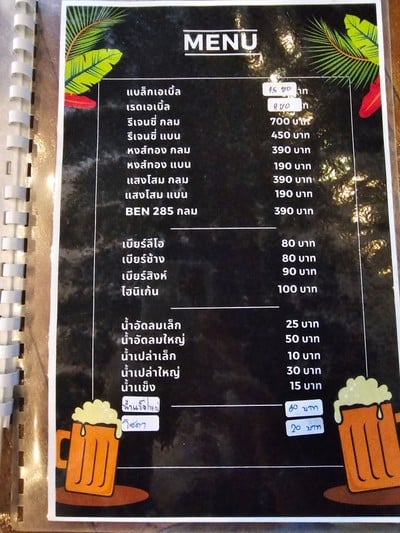 MENU
แบล็กเอเบิ้ล 15 บาท
เรดเอเบิ้ล บาท
รีเจนซี่ กลม 700 บาท
รีเจนซี่ แบน 450 บาท
หงส์ทอง กลม 390 บาท
หงส์ทอง แบน 190 บาท
แสงโสม กลม 390 บาท
แสงโสม แบน 190 บาท
BEN 285 กลม 390 บาท
เบียร์ลีโอ 80 บาท
เบียร์ช้าง 80 บาท
เบียร์สิงห์ 90 บาท
ไฮนิเก้น 100 บาท
น้ำอัดลมเล็ก 25 บาท
น้ำอัดลมใหญ่ 50 บาท
น้ำเปล่าเล็ก 10 บาท
น้ำเปล่าใหญ่ 30 บาท
น้ำแข็ง 15 บาท
บาท
โซดา 20 บาท